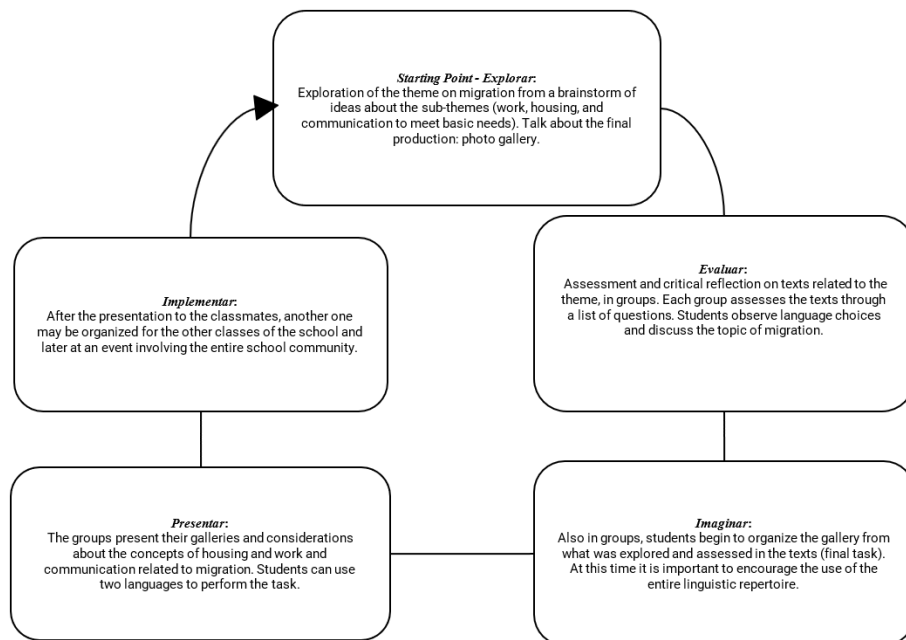 Starting Point - Explorar:
Exploration of the theme on migration from a brainstorm of
ideas about the sub-themes (work, housing, and
communication to meet basic needs). Talk about the final
production: photo gallery.
Evaluar:
Assessment and critical reflection on texts related to the
theme, in groups. Each group assesses the texts through
a list of questions. Students observe language choices
and discuss the topic of migration.
Imaginar:
Also in groups, students begin to organize the gallery from
what was explored and assessed in the texts (final task).
At this time it is important to encourage the use of the
entire linguistic repertoire.
Presentar:
The groups present their galleries and considerations
about the concepts of housing and work and
communication related to migration. Students can use
two languages to perform the task.
Implementar:
After the presentation to the classmates, another one
may be organized for the other classes of the school and
later at an event involving the entire school community.